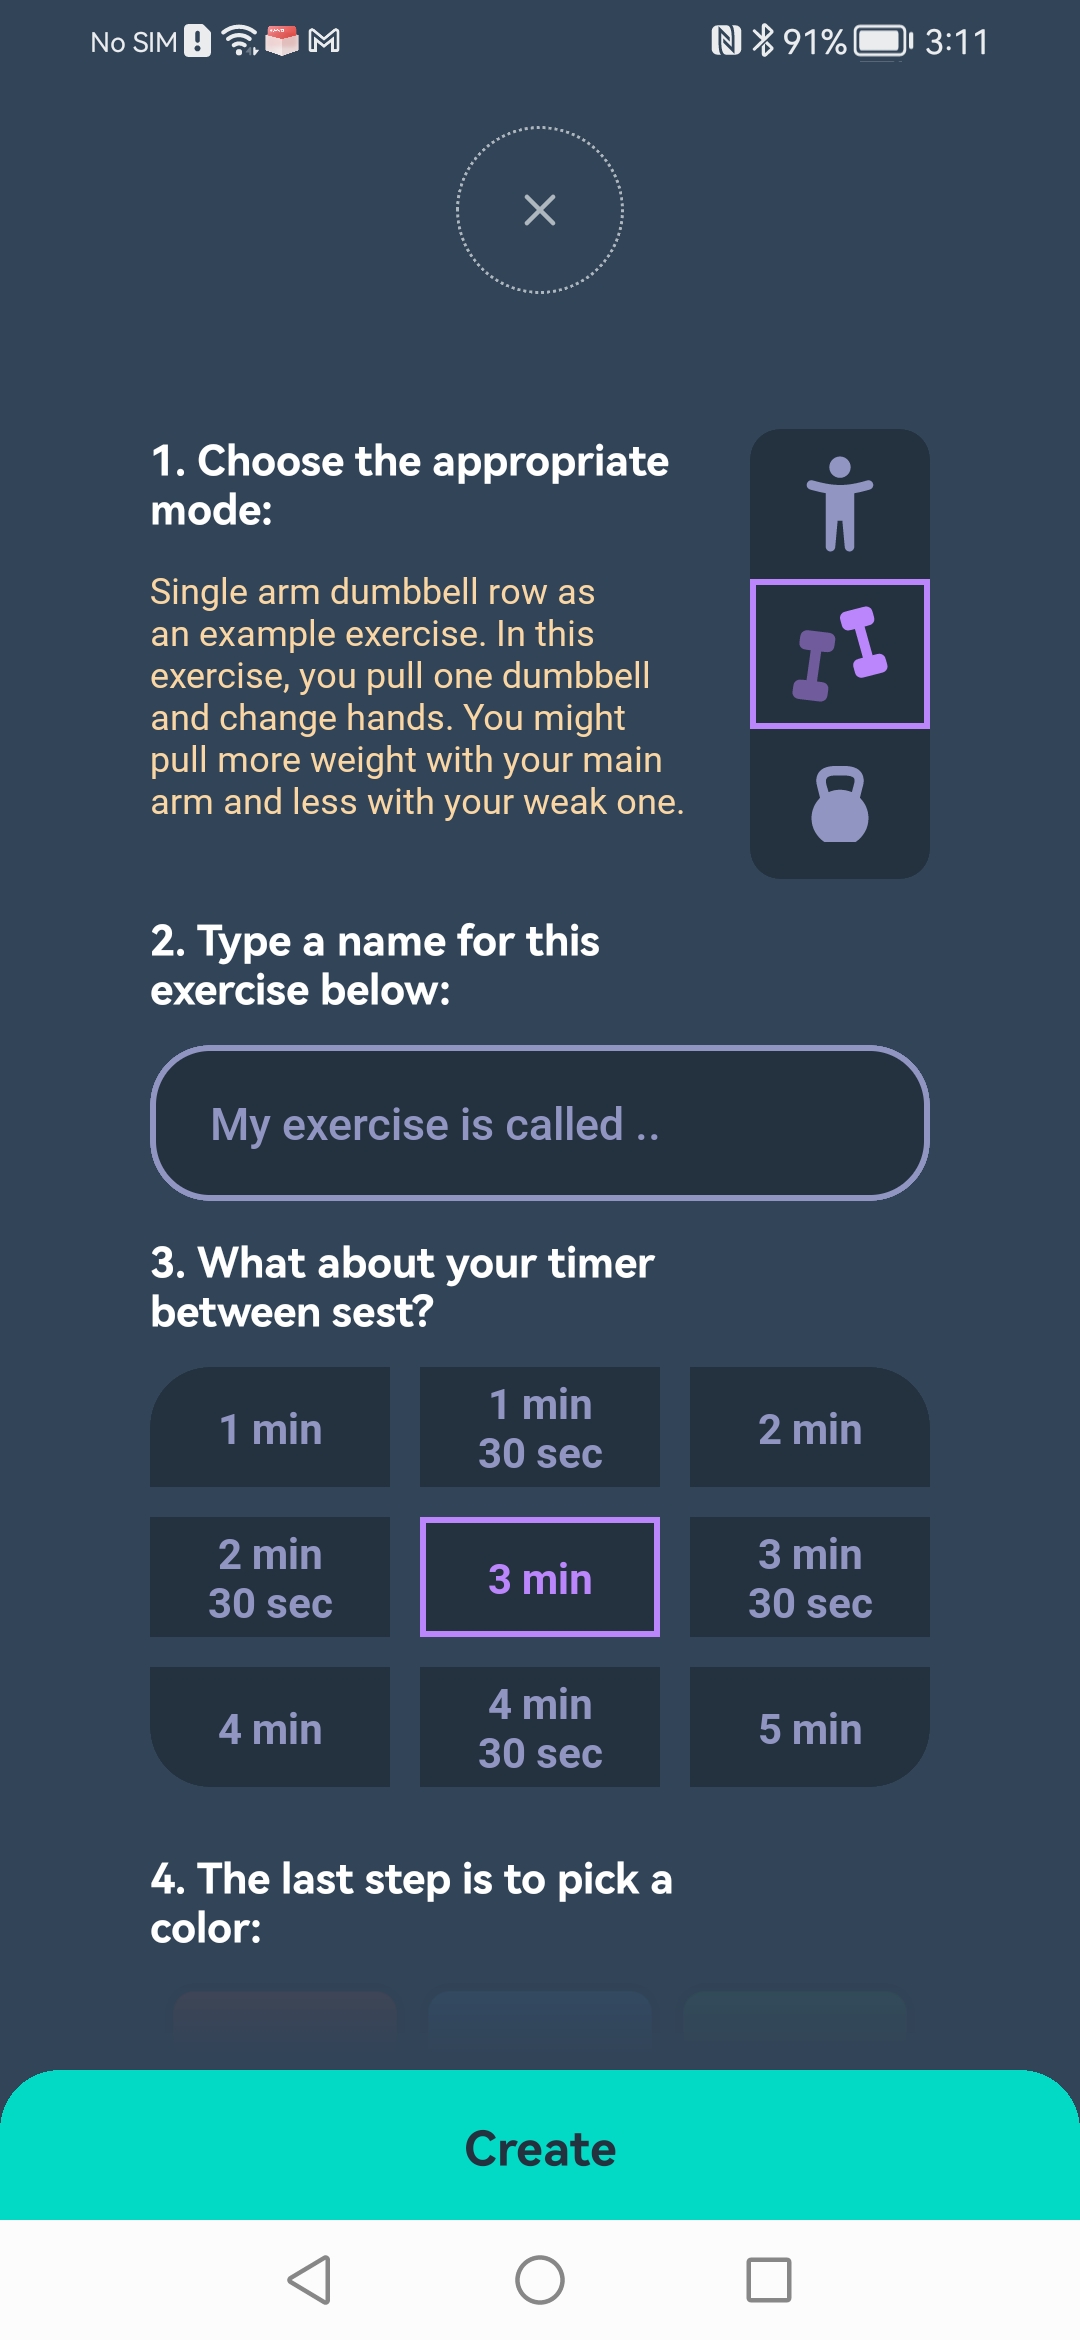 No SIM 91% 3:11
1. Choose the appropriate
mode:
Single arm dumbbell row as
an example exercise. In this
exercise, you pull one dumbbell
and change hands. You might
pull more weight with your main
arm and less with your weak one.
2. Type a name for this
exercise below:
My exercise is called ..
3. What about your timer
between sest?
1 min
1 min
30 sec
2 min
2 min
30 sec
3 min
3 min
30 sec
4 min
4 min
30 sec
5 min
4. The last step is to pick a
color:
Create